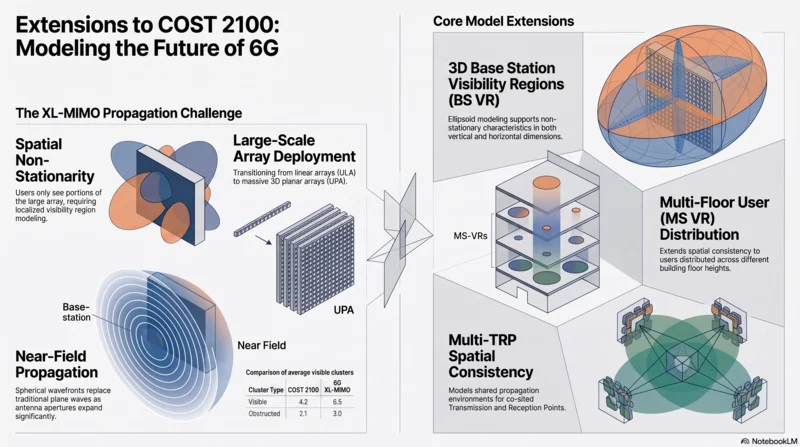 Extensions to COST 2100:
Modeling the Future of 6G
The XL-MIMO Propagation Challenge
Spatial
Non-
Stationarity
Users only see portions of
the large array, requiring
localized visibility region
modeling.
Large-Scale
Array Deployment
Transitioning from linear arrays (ULA)
to massive 3D planar arrays (UPA).
UPA
Base-
station
Near Field
Near-Field
Propagation
Spherical wavefronts replace
traditional plane waves as
antenna apertures expand
significantly.
Comparison of average visible clusters
Cluster Type COST 2100 6G XL-MIMO
Visible 4.2 6.5
Obstructed 2.1 3.0
Core Model Extensions
3D Base Station
Visibility Regions
(BS VR)
Ellipsoid modeling supports non-
stationary characteristics in both
vertical and horizontal dimensions.
MS-VRs
Multi-Floor User
(MS VR)
Distribution
Extends spatial consistency to
users distributed across different
building floor heights.
Multi-TRP
Spatial
Consistency
Models shared propagation
environments for co-sited
Transmission and Reception Points.
NotebookLM